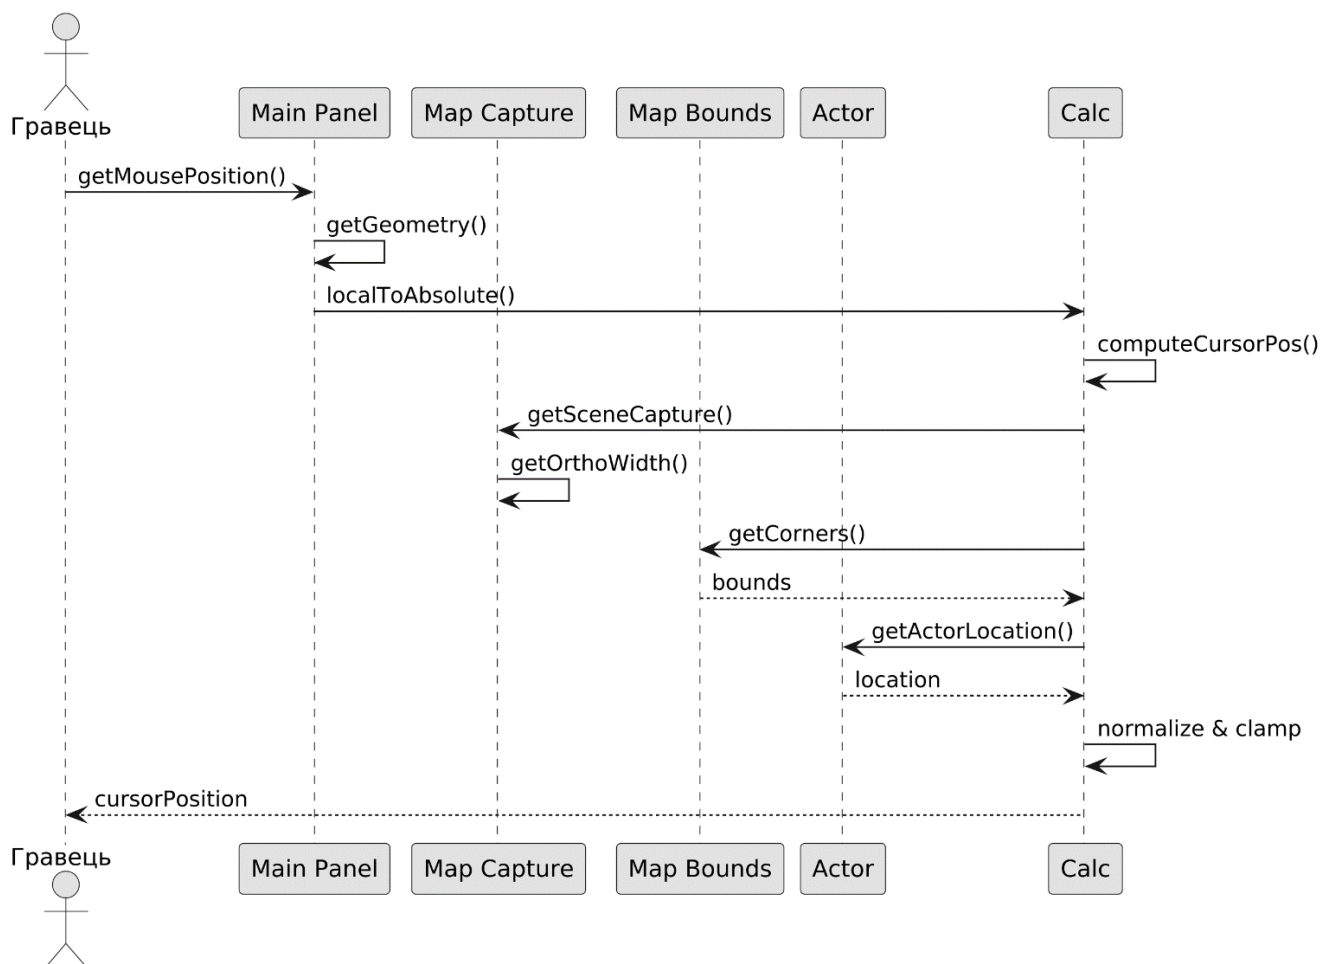 Гравець
Main Panel
Map Capture
Map Bounds
Actor
Calc
getMousePosition()
getGeometry()
localToAbsolute()
computeCursorPos()
getSceneCapture()
getOrthoWidth()
getCorners()
bounds
getActorLocation()
location
normalize & clamp
cursorPosition
Гравець
Main Panel
Map Capture
Map Bounds
Actor
Calc